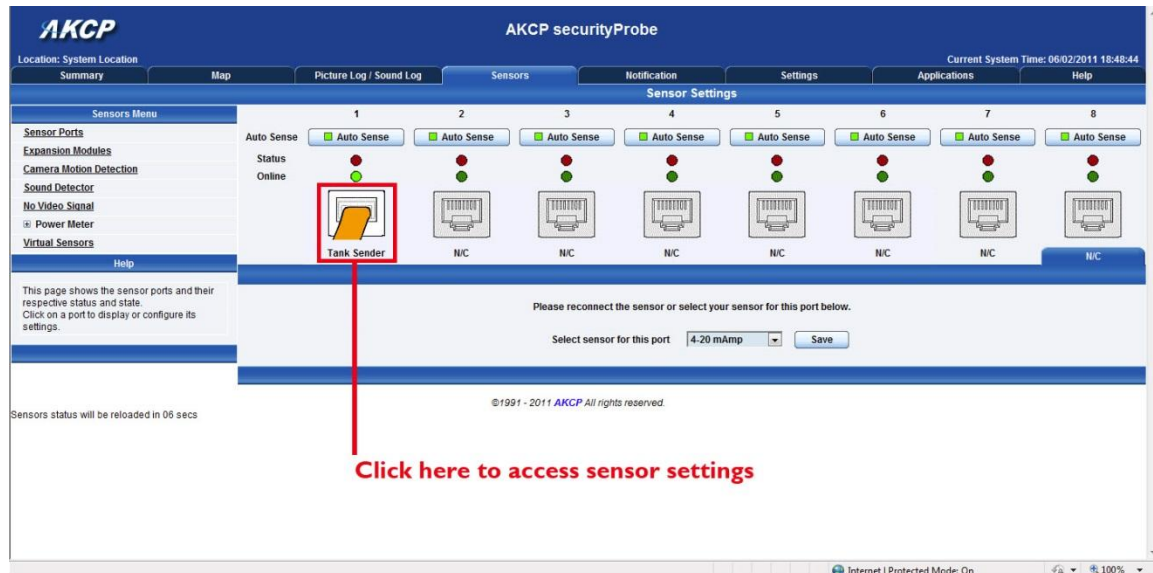 AKCP
AKCP securityProbe
Location: System Location
Current System Time: 06/02/2011 18:48:44
Summary Map Picture Log / Sound Log Sensors Notification Settings Applications Help
Sensor Settings
Sensors Menu
Sensor Ports
Expansion Modules
Camera Motion Detection
Sound Detector
No Video Signal
Power Meter
Virtual Sensors
Help
This page shows the sensor ports and their
respective status and state.
Click on a port to display or configure its
settings.
1 2 3 4 5 6 7 8
Auto Sense Auto Sense Auto Sense Auto Sense Auto Sense Auto Sense Auto Sense Auto Sense Auto Sense
Status
Online
Tank Sender N/C N/C N/C N/C N/C N/C N/C
Please reconnect the sensor or select your sensor for this port below.
Select sensor for this port 4-20 mAmp Save
©1991 - 2011 AKCP All rights reserved.
Sensors status will be reloaded in 06 secs
Click here to access sensor settings
Internet | Protected Mode: On 100%